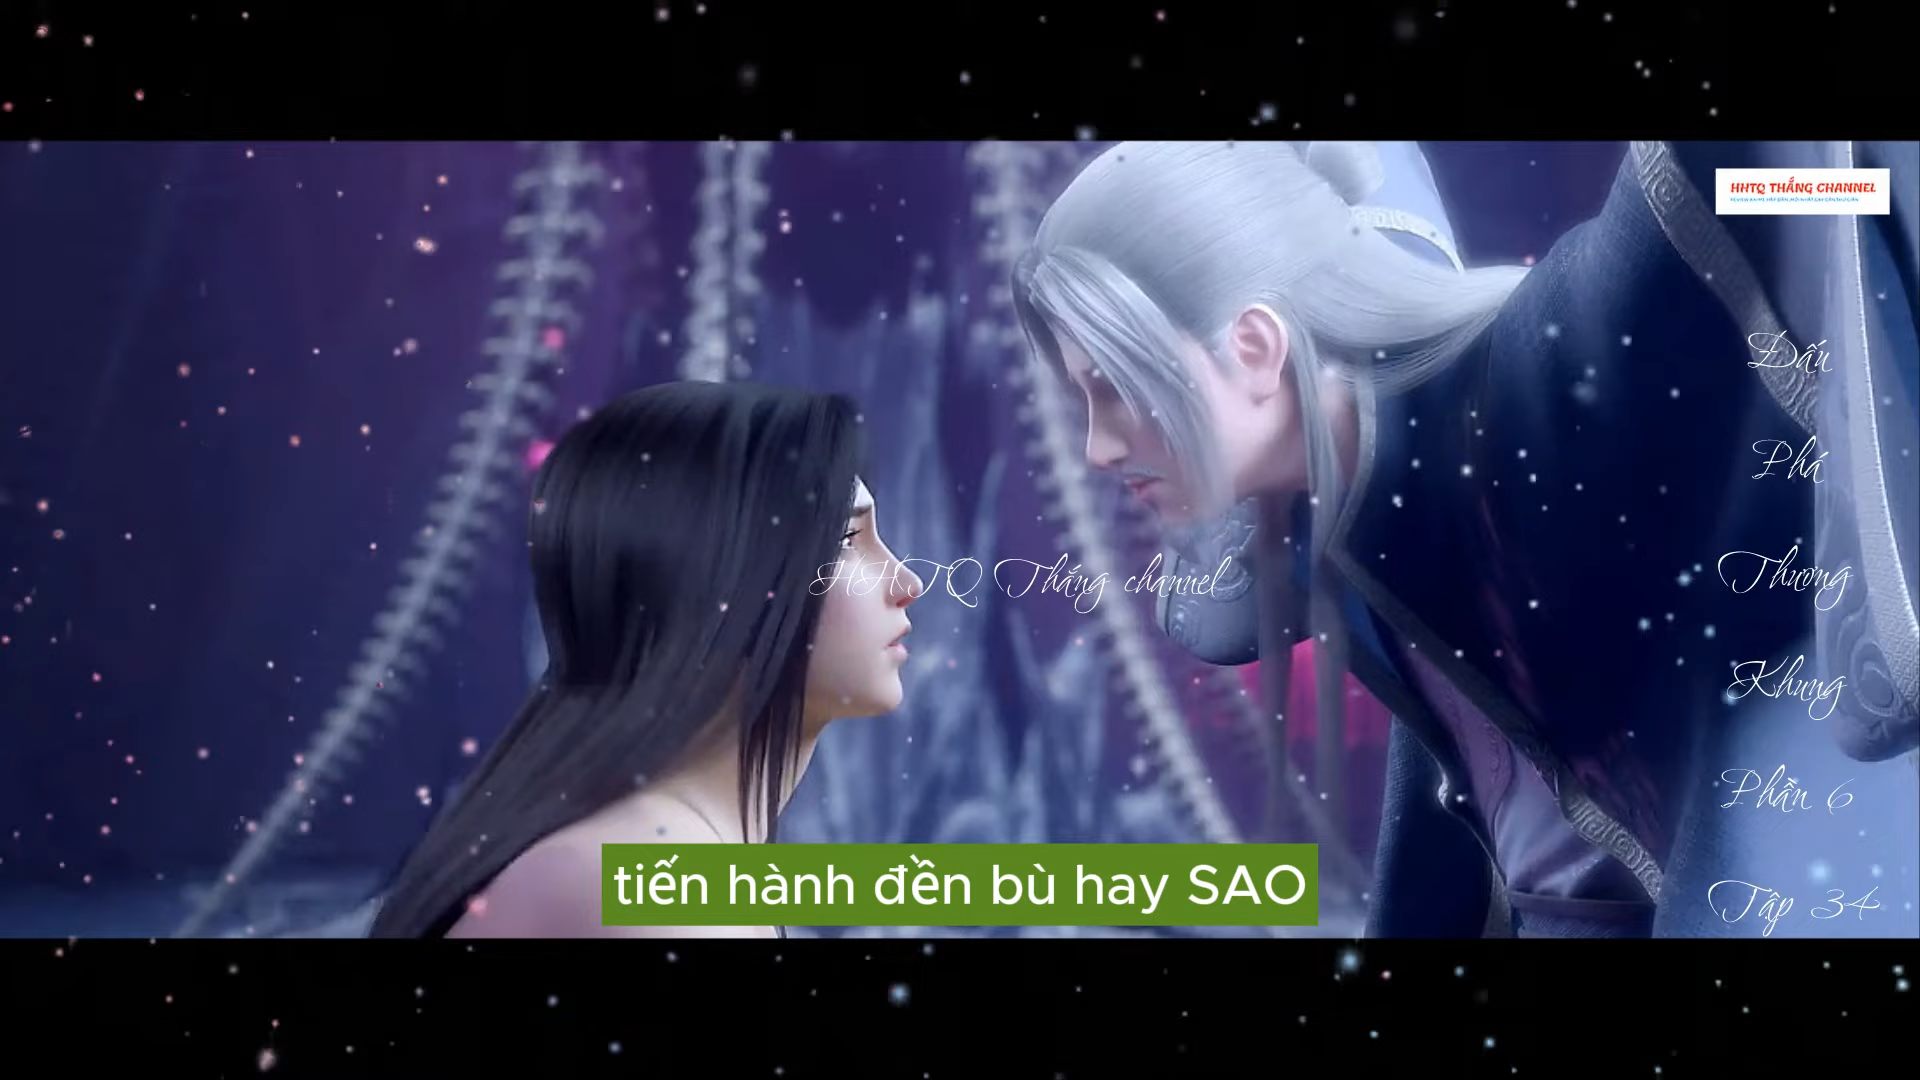 HHTQ THẮNG CHANNEL
Đấu
Phá
Thương
Khung
Phần 6
Tập 34
HHTQ Thắng channel
tiến hành đền bù hay SAO